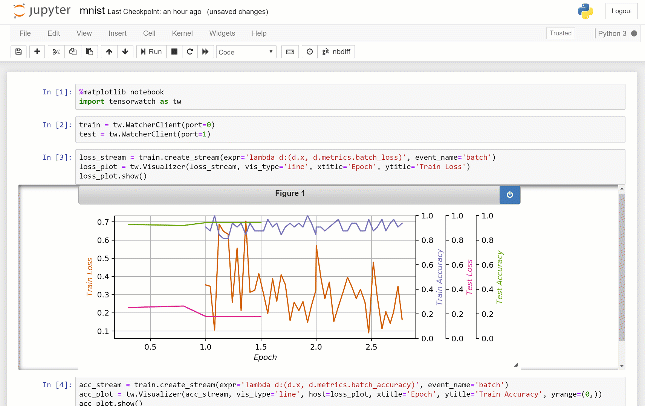 jupyter mnist Last Checkpoint: an hour ago (unsaved changes) Logou
File Edit View Insert Cell Kernel Widgets Help Trusted Python 3
Run Code nbdiff
In [1]: %matplotlib notebook
import tensorwatch as tw
In [2]: train = tw.WatcherClient(port=0)
test = tw.WatcherClient(port=1)
In [3]: loss_stream = train.create_stream(expr='lambda d:(d.x, d.metrics.batch_loss)', event_name='batch')
loss_plot = tw.Visualizer(loss_stream, vis_type='line', xtitle='Epoch', ytitle='Train Loss')
loss_plot.show()
Figure 1
0.7 0.6 0.5 0.4 0.3 0.2 0.1
Train Loss
0.5 1.0 1.5 2.0 2.5
Epoch
1.0 0.8 0.6 0.4 0.2 0.0
Train Accuracy
1.0 0.8 0.6 0.4 0.2 0.0
Test Loss
1.0 0.8 0.6 0.4 0.2 0.0
Test Accuracy
In [4]: acc_stream = train.create_stream(expr='lambda d:(d.x, d.metrics.batch_accuracy)', event_name='batch')
acc_plot = tw.Visualizer(acc_stream, vis_type='line', host=loss_plot, xtitle='Epoch', ytitle='Train Accuracy', yrange=(0,))
acc_plot.show()